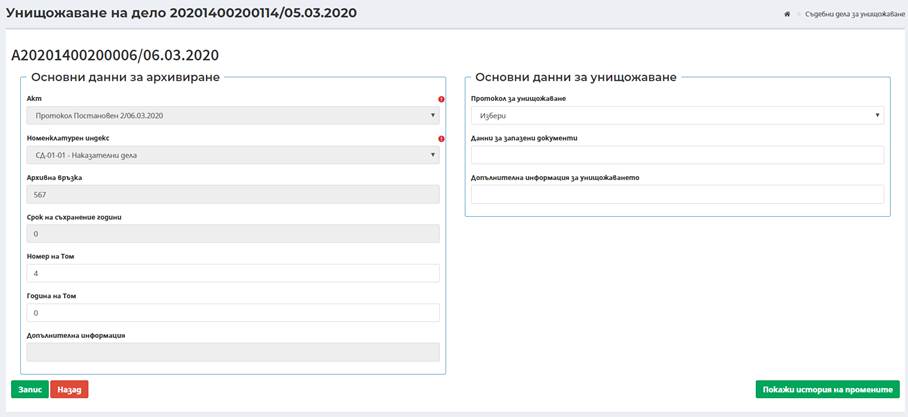 Унищожаване на дело 20201400200114/05.03.2020
Съдебни дела за унищожаване
А20201400200006/06.03.2020
Основни данни за архивиране
Акт
Протокол Постановен 2/06.03.2020
Номенклатурен индекс
СД-01-01 - Наказателни дела
Архивна връзка
567
Срок на съхранение години
0
Номер на Том
4
Година на Том
0
Допълнителна информация
Основни данни за унищожаване
Протокол за унищожаване
Избери
Данни за запазени документи
Допълнителна информация за унищожаването
Запис Назад
Покажи история на промените